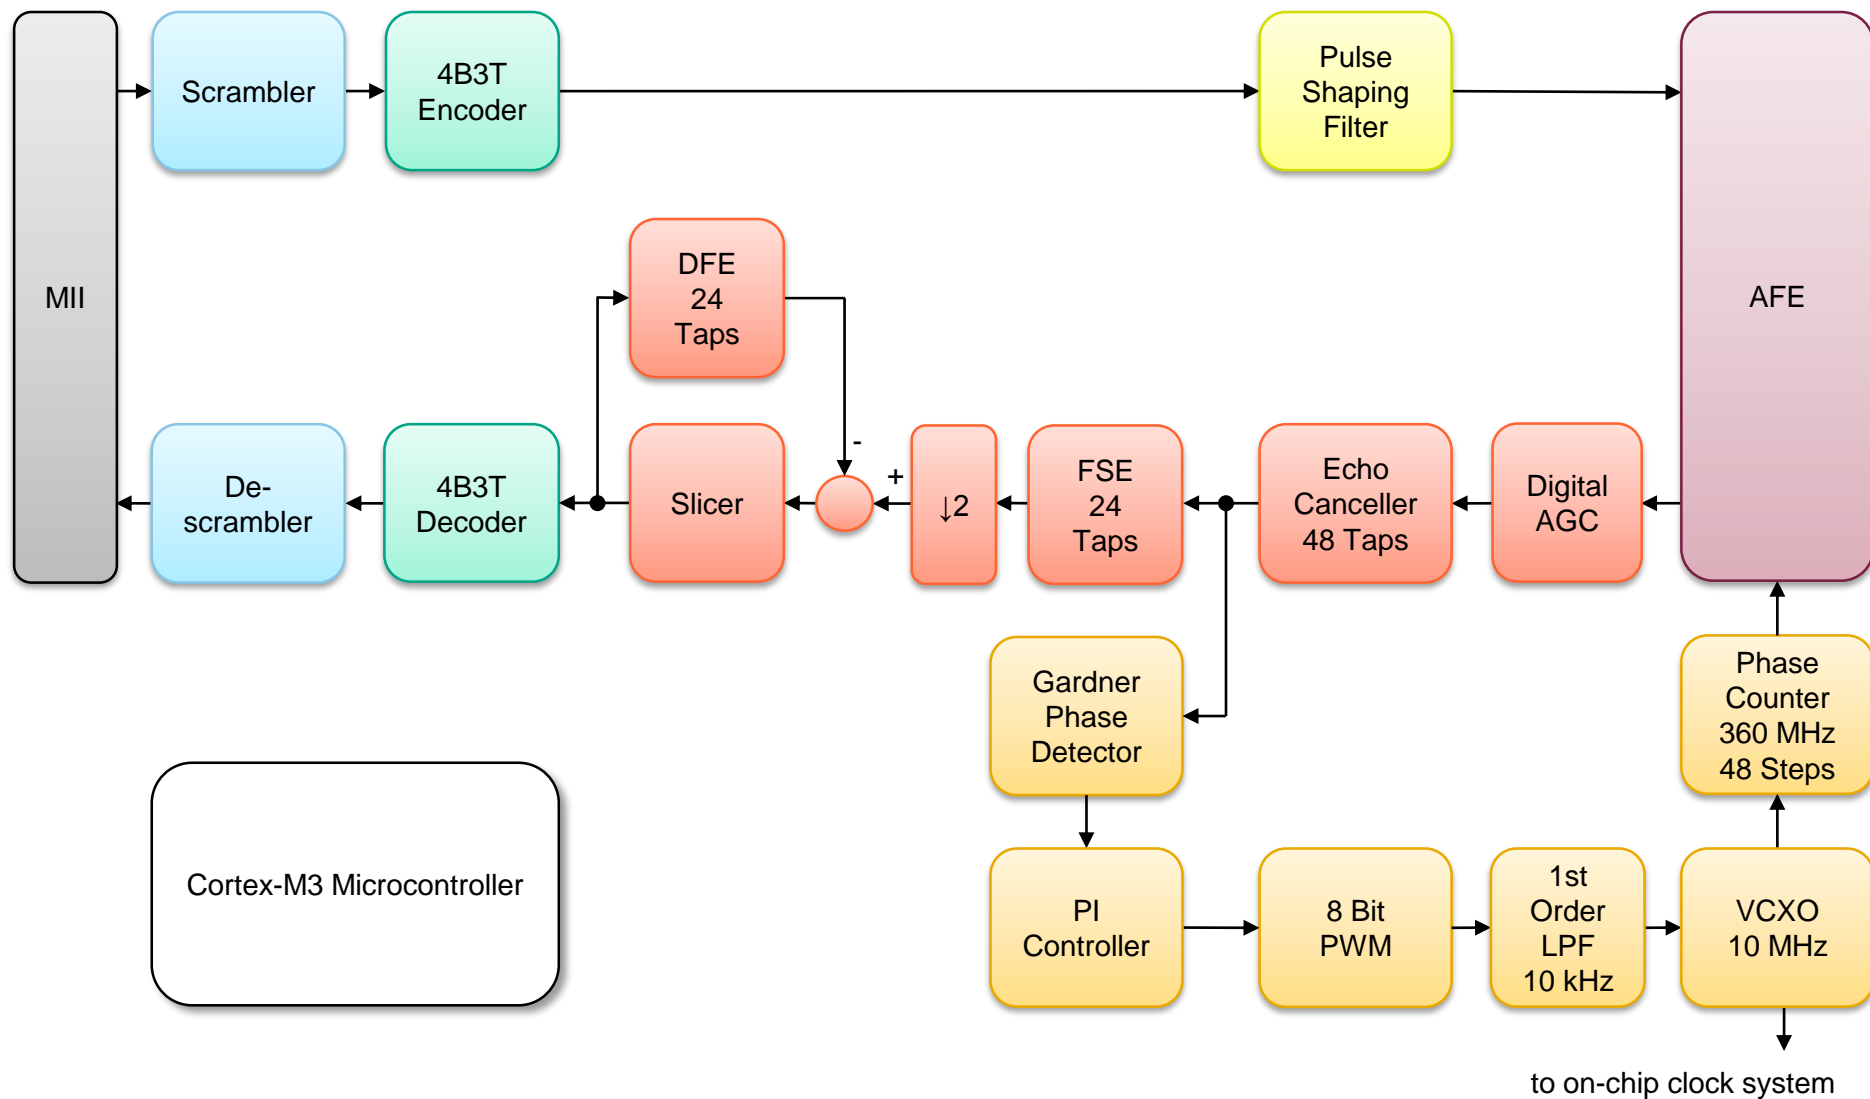 MII
Scrambler
4B3T
Encoder
Pulse
Shaping
Filter
AFE
DFE
24
Taps
-
+
De-
scrambler
4B3T
Decoder
Slicer
↓2
FSE
24
Taps
Echo
Canceller
48 Taps
Digital
AGC
Gardner
Phase
Detector
Phase
Counter
360 MHz
48 Steps
Cortex-M3 Microcontroller
PI
Controller
8 Bit
PWM
1st
Order
LPF
10 kHz
VCXO
10 MHz
to on-chip clock system